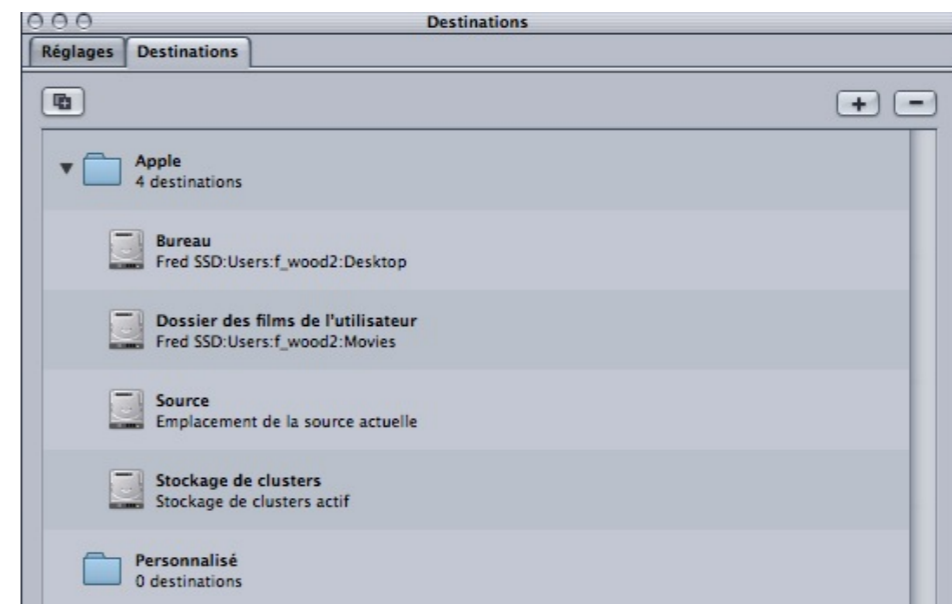 Destinations
Réglages
Destinations
Apple
4 destinations
Bureau
Fred SSD:Users:f_wood2:Desktop
Dossier des films de l'utilisateur
Fred SSD:Users:f_wood2:Movies
Source
Emplacement de la source actuelle
Stockage de clusters
Stockage de clusters actif
Personnalisé
0 destinations